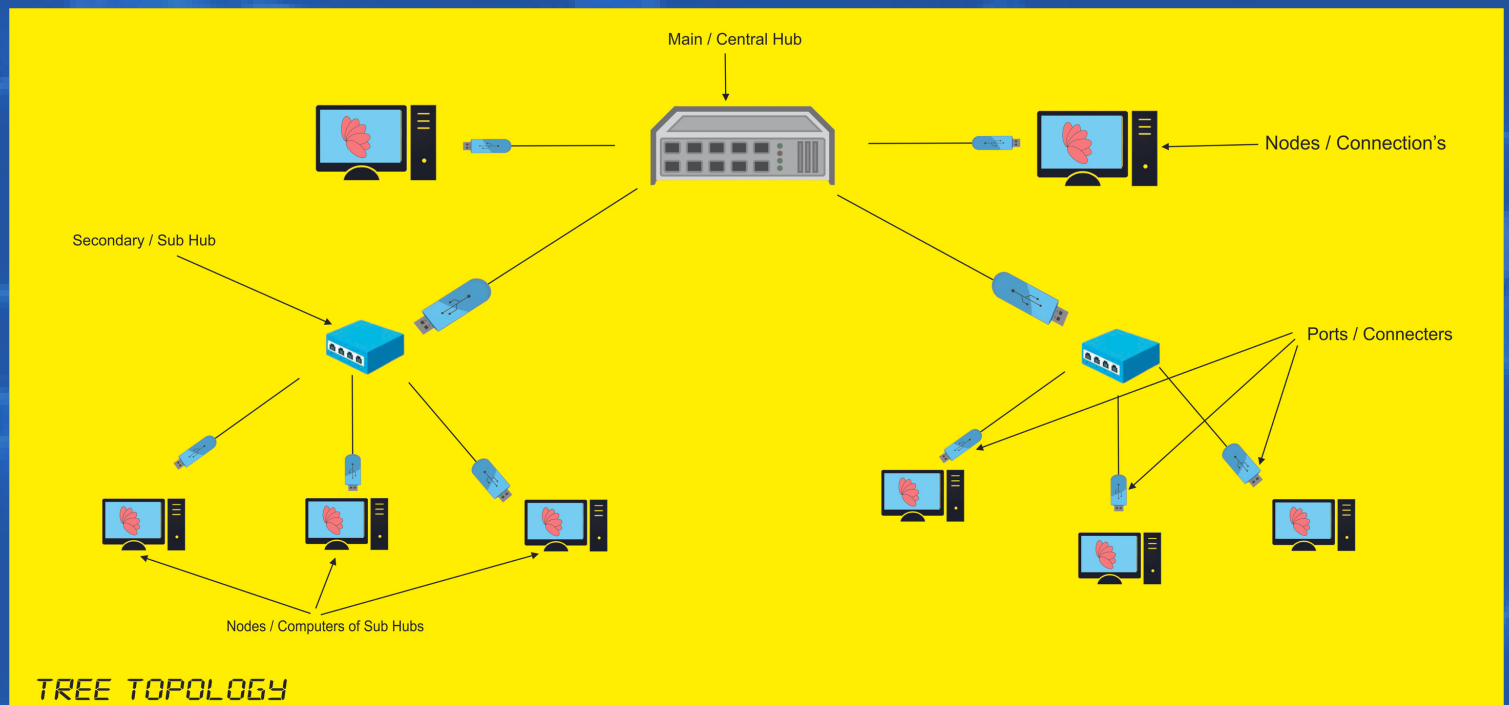 Main / Central Hub
Nodes / Connection's
Secondary / Sub Hub
Ports / Connecters
Nodes / Computers of Sub Hubs
TREE TOPOLOGY